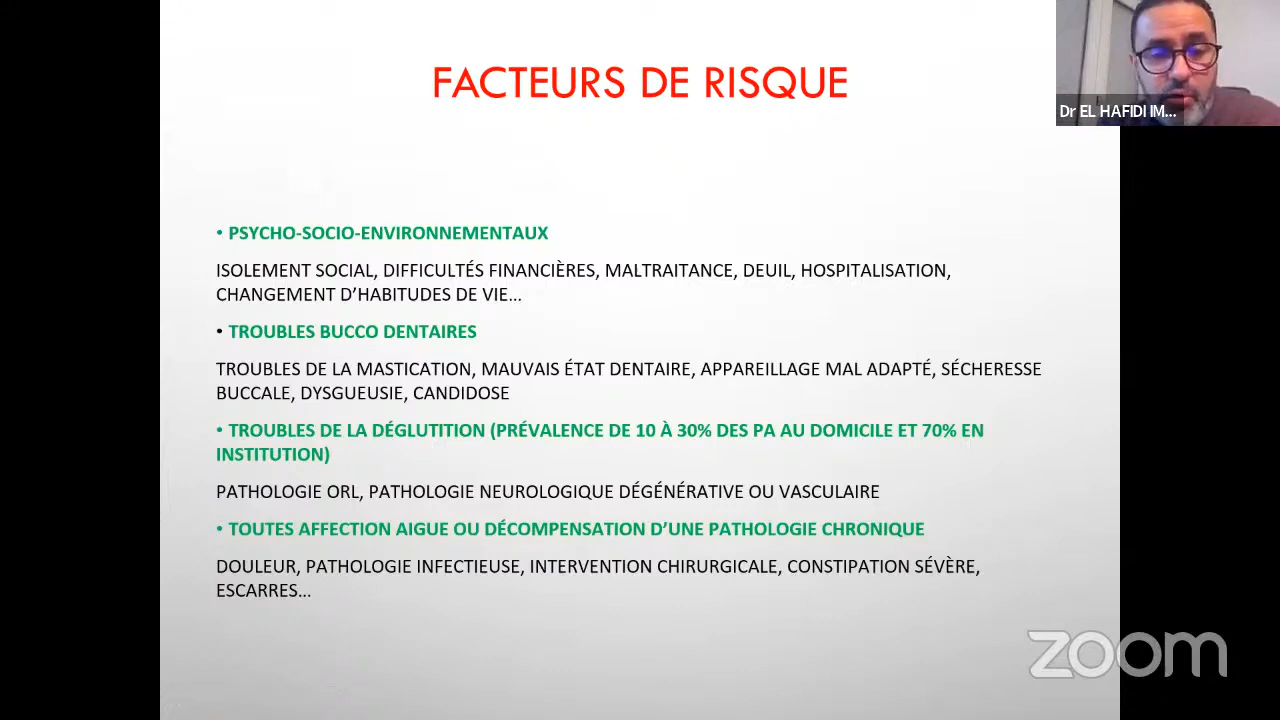 FACTEURS DE RISQUE
Dr EL HAFIDI IM...
• PSYCHO-SOCIO-ENVIRONNEMENTAUX
ISOLEMENT SOCIAL, DIFFICULTÉS FINANCIÈRES, MALTRAITANCE, DEUIL, HOSPITALISATION,
CHANGEMENT D’HABITUDES DE VIE…
• TROUBLES BUCCO DENTAIRES
TROUBLES DE LA MASTICATION, MAUVAIS ÉTAT DENTAIRE, APPAREILLAGE MAL ADAPTÉ, SÉCHERESSE
BUCCALE, DYSGUEUSIE, CANDIDOSE
• TROUBLES DE LA DÉGLUTITION (PRÉVALENCE DE 10 À 30% DES PA AU DOMICILE ET 70% EN
INSTITUTION)
PATHOLOGIE ORL, PATHOLOGIE NEUROLOGIQUE DÉGÉNÉRATIVE OU VASCULAIRE
• TOUTES AFFECTION AIGUE OU DÉCOMPENSATION D’UNE PATHOLOGIE CHRONIQUE
DOULEUR, PATHOLOGIE INFECTIEUSE, INTERVENTION CHIRURGICALE, CONSTIPATION SÉVÈRE,
ESCARRES…
zoom